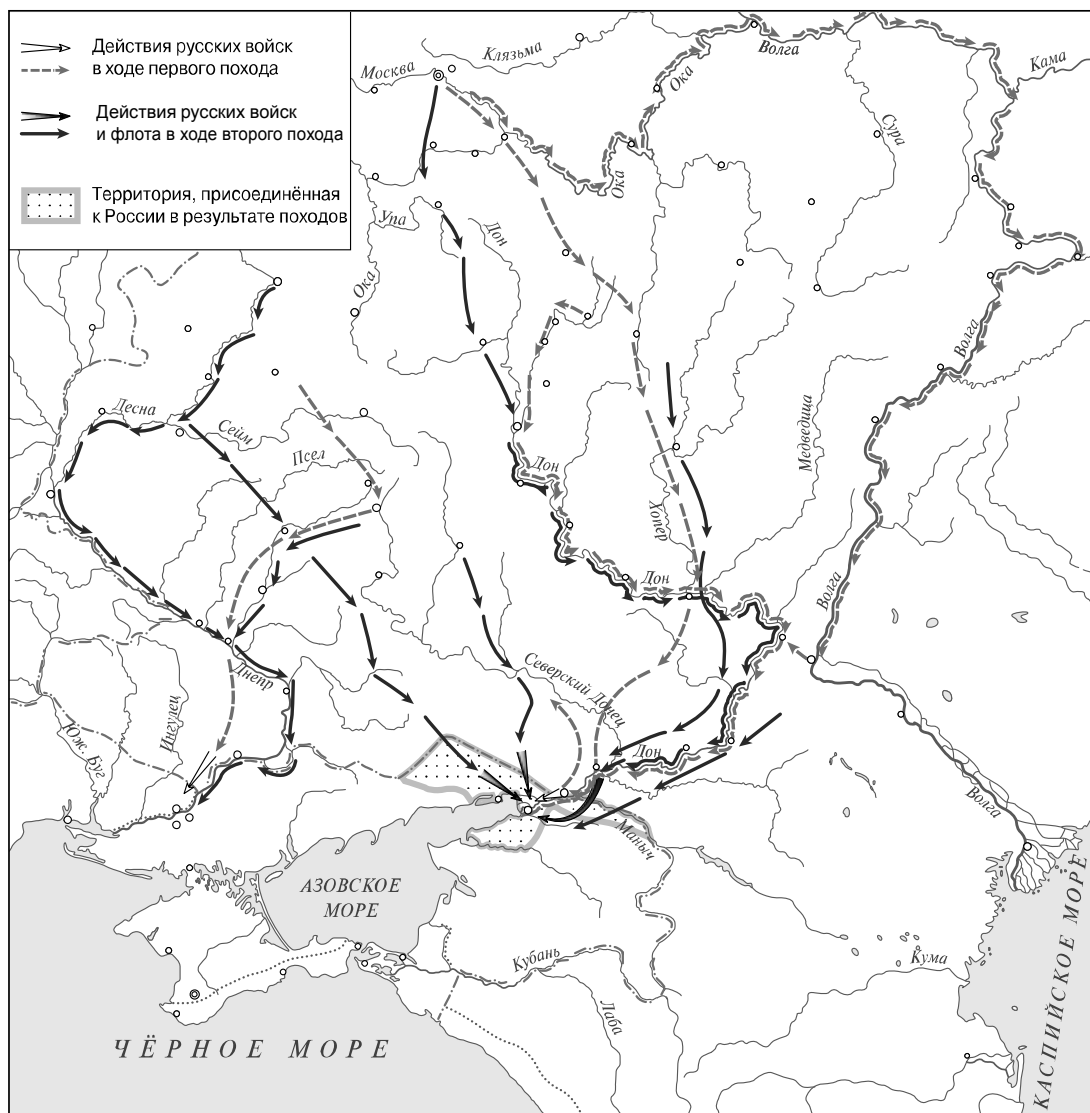 Действия русских войск
в ходе первого похода
Действия русских войск
и флота в ходе второго похода
Территория, присоединённая
к России в результате походов
Москва
Клязьма
Ока
Волга
Кама
Сура
Ока
Упа
Дон
Ока
Волга
Десна
Сейм
Псел
Дон
Медведица
Хопер
Дон
Волга
Днепр
Северский Донец
Ингулец
Юж. Буг
Дон
Волга
Маныч
АЗОВСКОЕ
МОРЕ
Кубань
Кума
Лаба
ЧЁРНОЕ МОРЕ
КАСПИЙСКОЕ МОРЕ